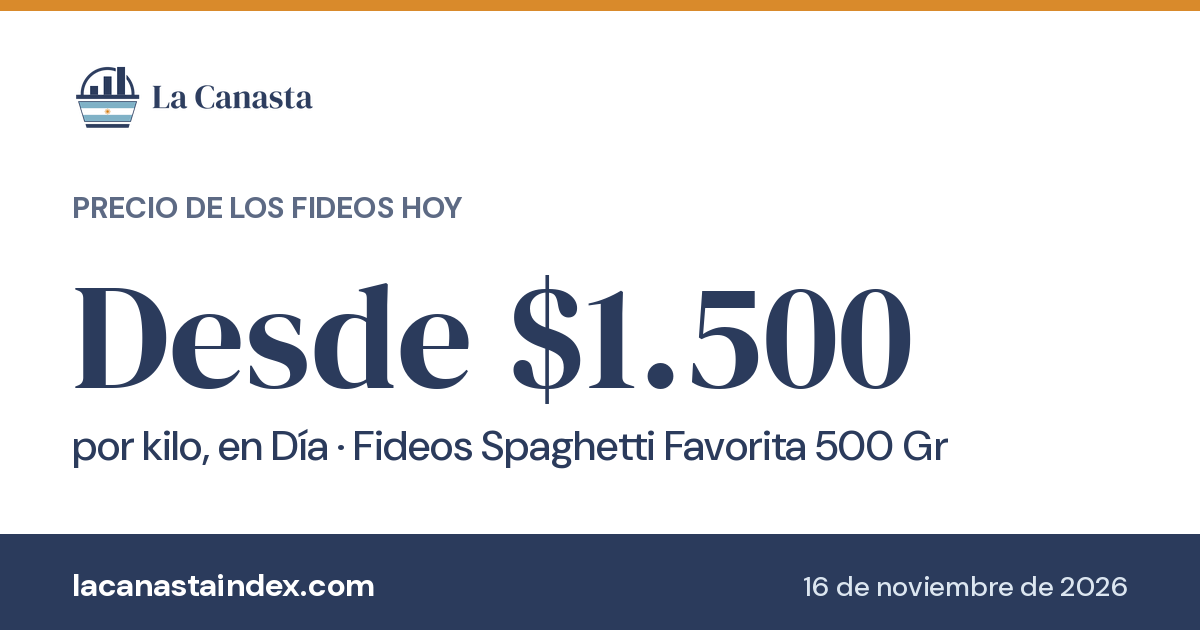 La Canasta
PRECIO DE LOS FIDEOS HOY
Desde $1.500
por kilo, en Día · Fideos Spaghetti Favorita 500 Gr
lacanastaindex.com
16 de noviembre de 2026